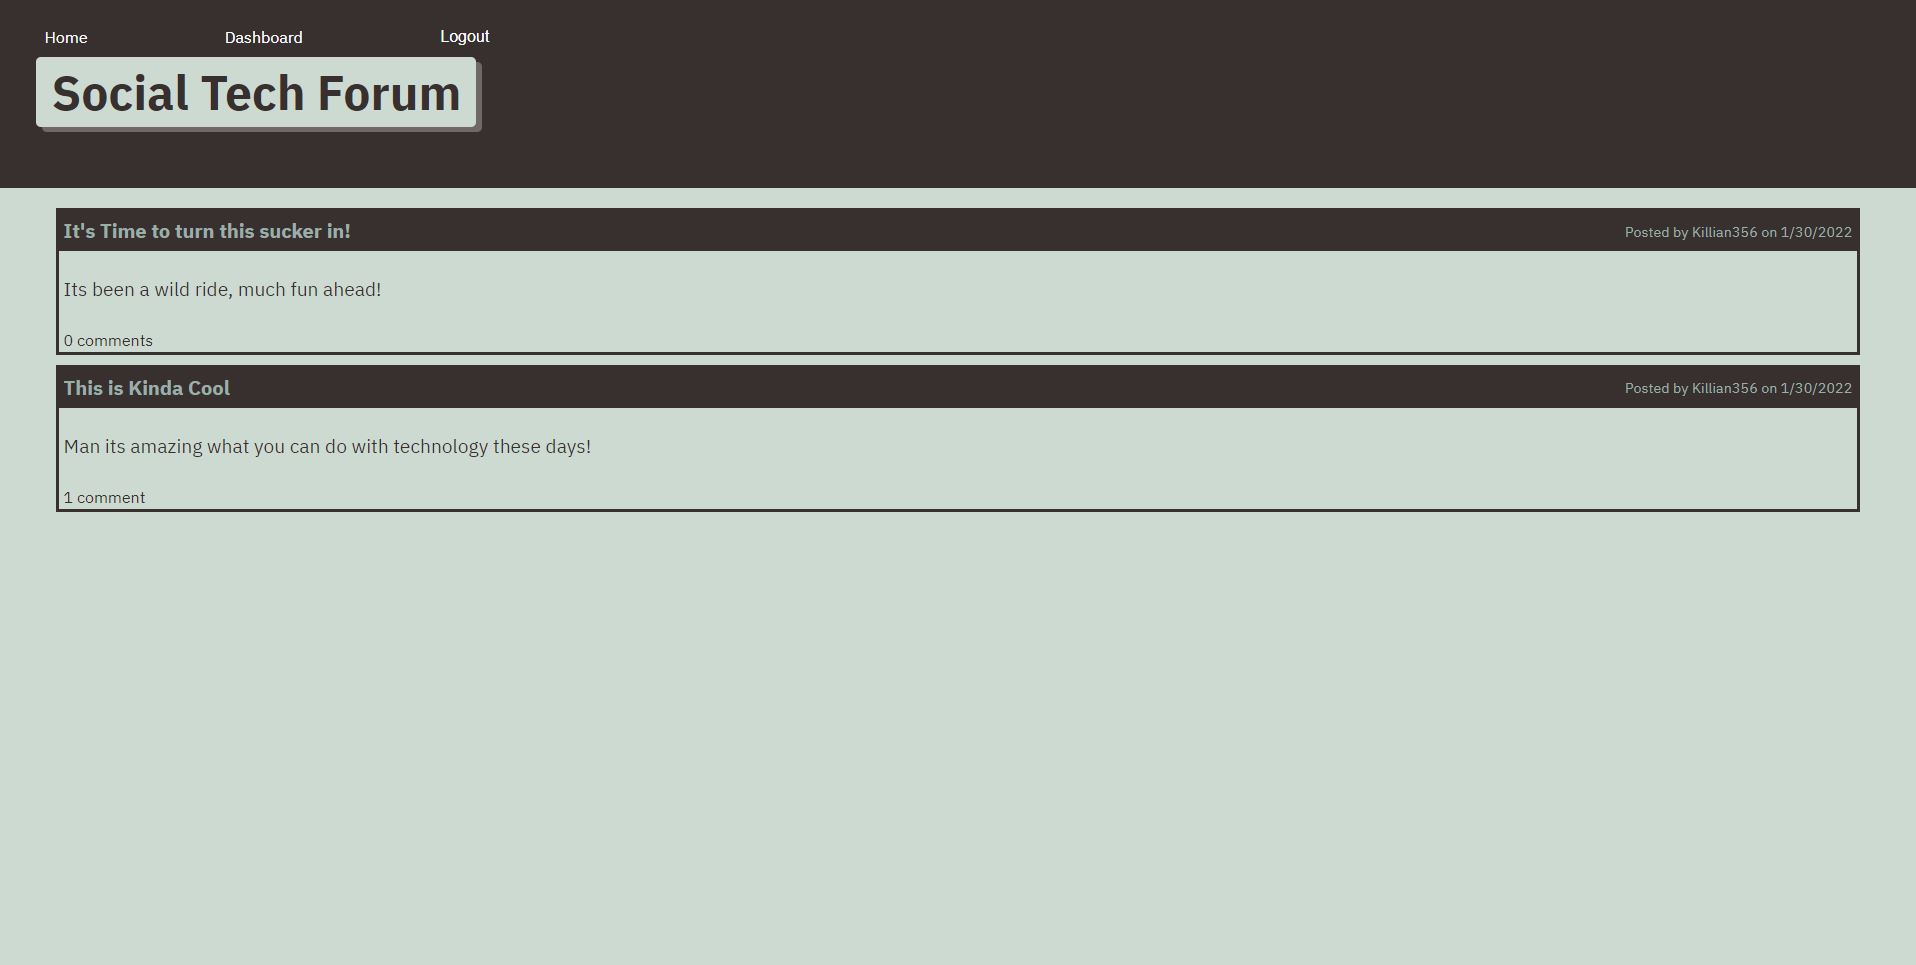 Home Dashboard Logout
Social Tech Forum
It's Time to turn this sucker in! Posted by Killian356 on 1/30/2022
Its been a wild ride, much fun ahead!
0 comments
This is Kinda Cool Posted by Killian356 on 1/30/2022
Man its amazing what you can do with technology these days!
1 comment